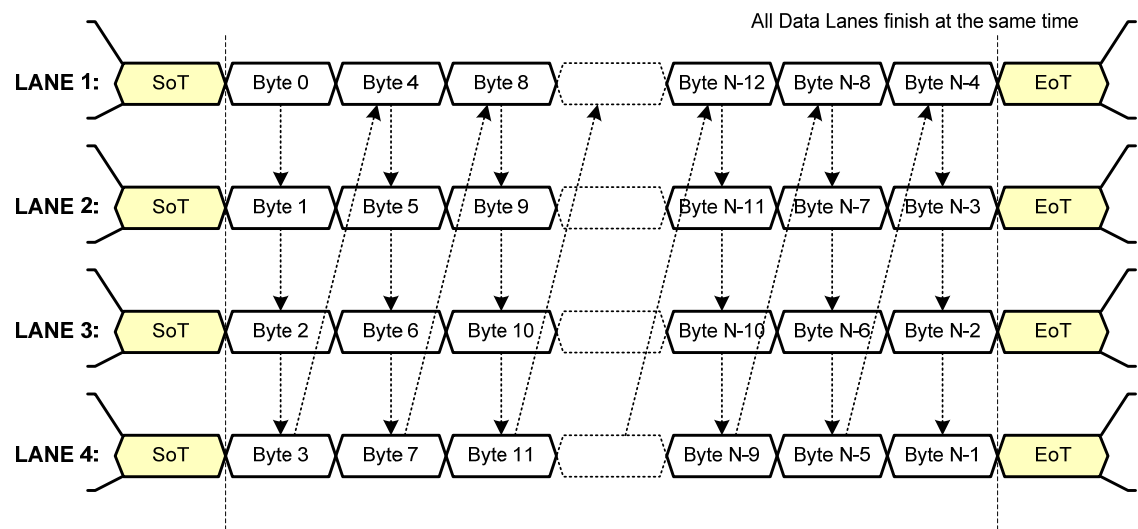 All Data Lanes finish at the same time
LANE 1: SoT Byte 0 Byte 4 Byte 8 Byte N-12 Byte N-8 Byte N-4 EoT
LANE 2: SoT Byte 1 Byte 5 Byte 9 Byte N-11 Byte N-7 Byte N-3 EoT
LANE 3: SoT Byte 2 Byte 6 Byte 10 Byte N-10 Byte N-6 Byte N-2 EoT
LANE 4: SoT Byte 3 Byte 7 Byte 11 Byte N-9 Byte N-5 Byte N-1 EoT